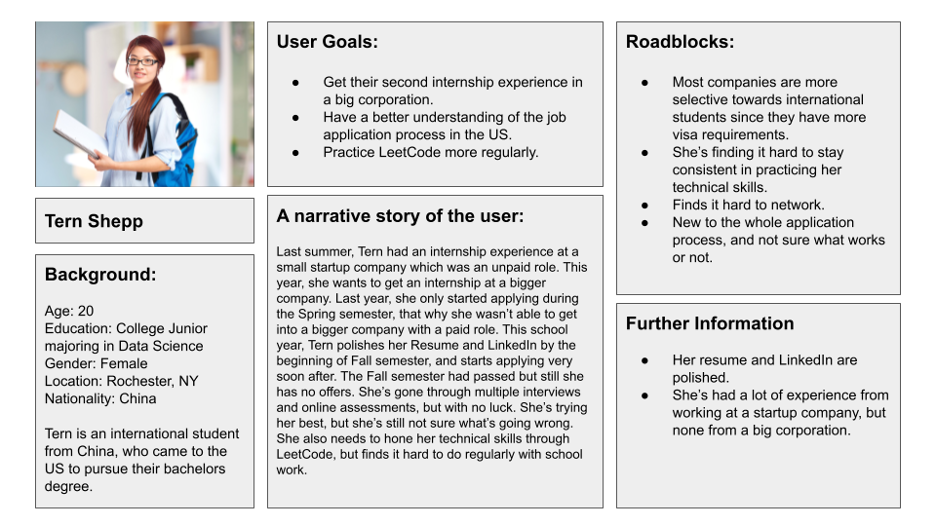 Tern Shepp
Background:
Age: 20
Education: College Junior
majoring in Data Science
Gender: Female
Location: Rochester, NY
Nationality: China
Tern is an international student
from China, who came to the
US to pursue their bachelors
degree.
User Goals:
● Get their second internship experience in
a big corporation.
● Have a better understanding of the job
application process in the US.
● Practice LeetCode more regularly.
A narrative story of the user:
Last summer, Tern had an internship experience at a
small startup company which was an unpaid role. This
year, she wants to get an internship at a bigger
company. Last year, she only started applying during
the Spring semester, that why she wasn't able to get
into a bigger company with a paid role. This school
year, Tern polishes her Resume and LinkedIn by the
beginning of Fall semester, and starts applying very
soon after. The Fall semester had passed but still she
has no offers. She's gone through multiple interviews
and online assessments, but with no luck. She's trying
her best, but she's still not sure what's going wrong.
She also needs to hone her technical skills through
LeetCode, but finds it hard to do regularly with school
work.
Roadblocks:
● Most companies are more
selective towards international
students since they have more
visa requirements.
● She's finding it hard to stay
consistent in practicing her
technical skills.
● Finds it hard to network.
● New to the whole application
process, and not sure what works
or not.
Further Information
● Her resume and LinkedIn are
polished.
● She's had a lot of experience from
working at a startup company, but
none from a big corporation.